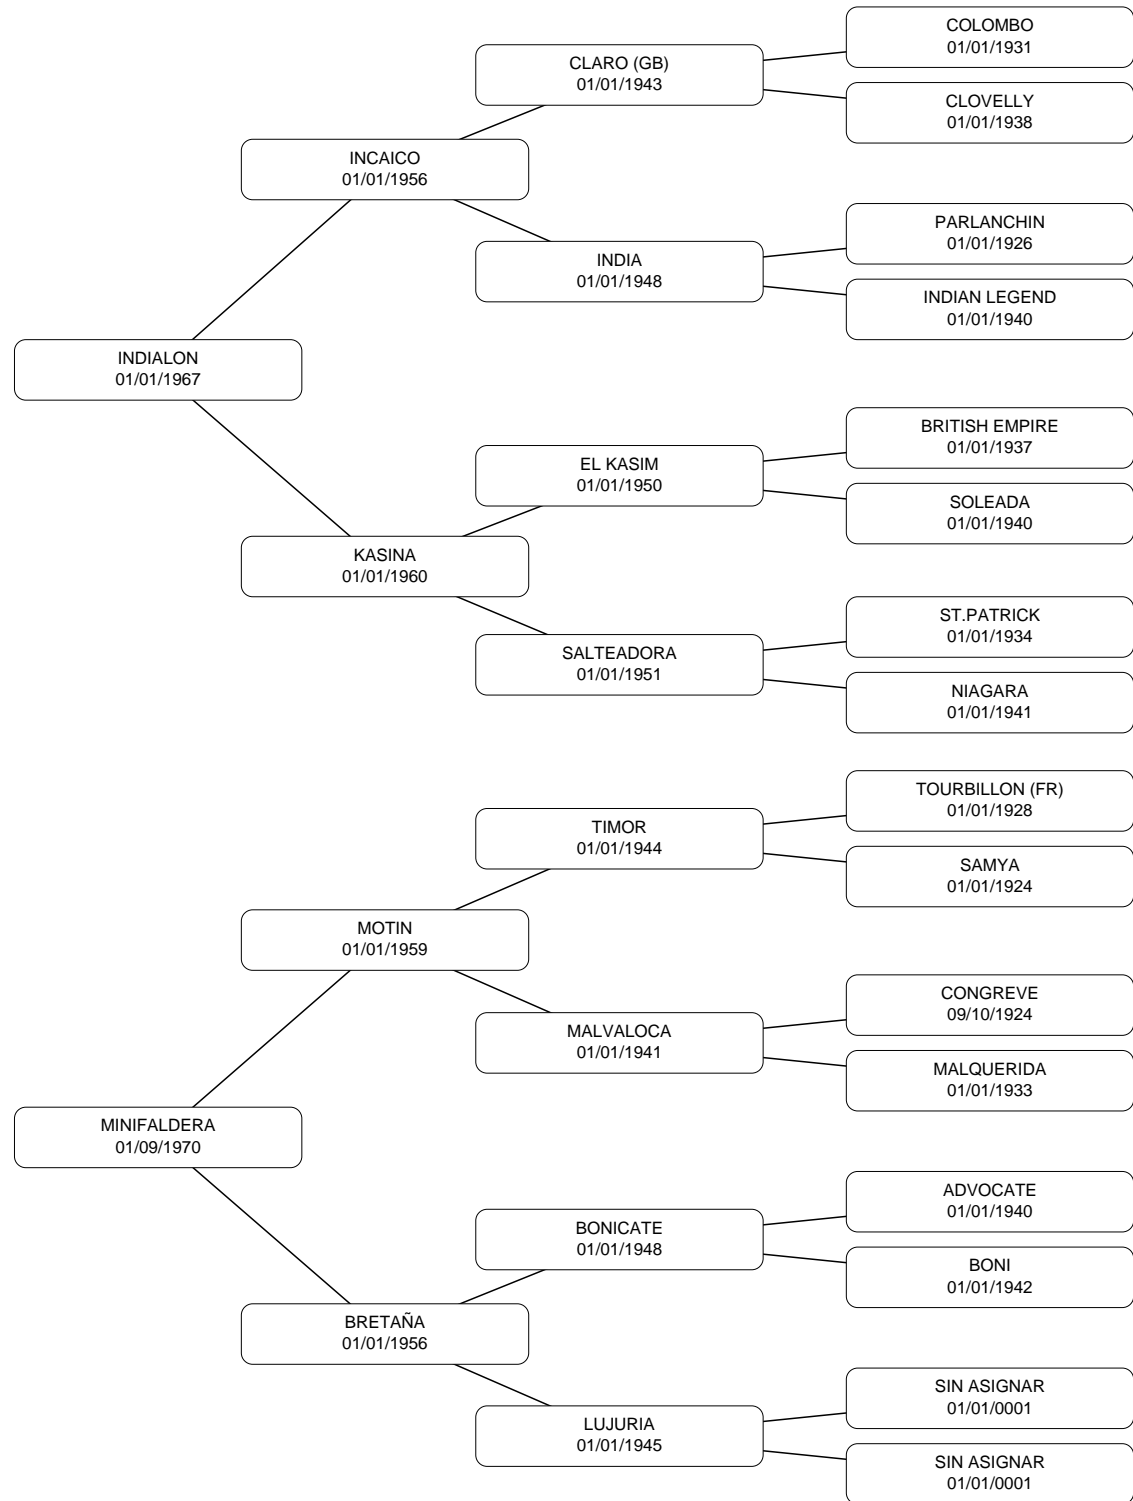 COLOMBO
01/01/1931
CLARO (GB)
01/01/1943
CLOVELLY
01/01/1938
INCAICO
01/01/1956
PARLANCHIN
01/01/1926
INDIA
01/01/1948
INDIAN LEGEND
01/01/1940
INDIALON
01/01/1967
BRITISH EMPIRE
01/01/1937
EL KASIM
01/01/1950
SOLEADA
01/01/1940
KASINA
01/01/1960
ST.PATRICK
01/01/1934
SALTEADORA
01/01/1951
NIAGARA
01/01/1941
TOURBILLON (FR)
01/01/1928
TIMOR
01/01/1944
SAMYA
01/01/1924
MOTIN
01/01/1959
CONGREVE
09/10/1924
MALVALOCA
01/01/1941
MALQUERIDA
01/01/1933
MINIFALDERA
01/09/1970
ADVOCATE
01/01/1940
BONICATE
01/01/1948
BONI
01/01/1942
BRETAÑA
01/01/1956
SIN ASIGNAR
01/01/0001
LUJURIA
01/01/1945
SIN ASIGNAR
01/01/0001